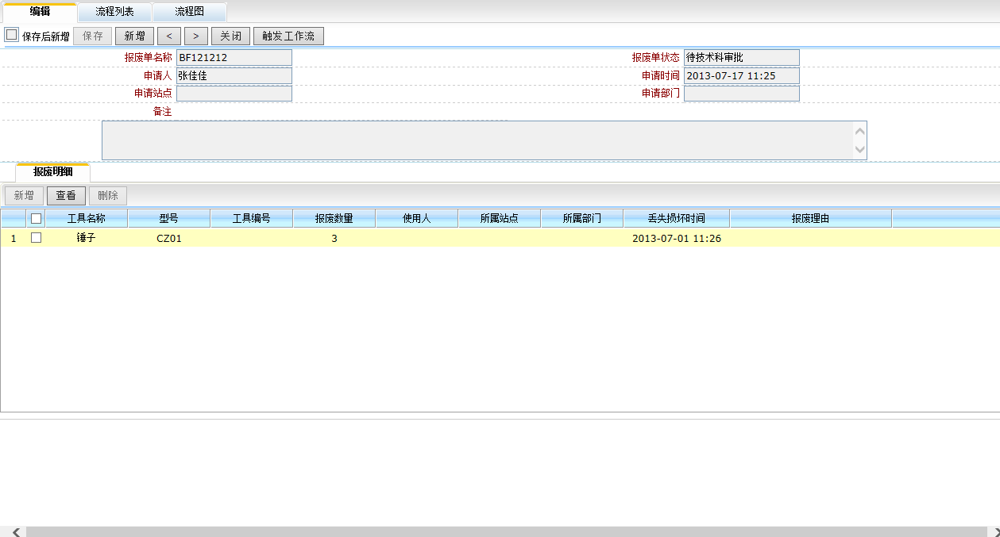 编辑 流程列表 流程图
保存后新增 保存 新增 < > 关闭 触发工作流
报废单名称 BF121212 报废单状态 待技术科审批
申请人 张佳佳 申请时间 2013-07-17 11:25
申请站点 申请部门
备注
报废明细
新增 查看 删除
工具名称 型号 工具编号 报废数量 使用人 所属站点 所属部门 丢失损坏时间 报废理由
1 锤子 CZ01 3 2013-07-01 11:26